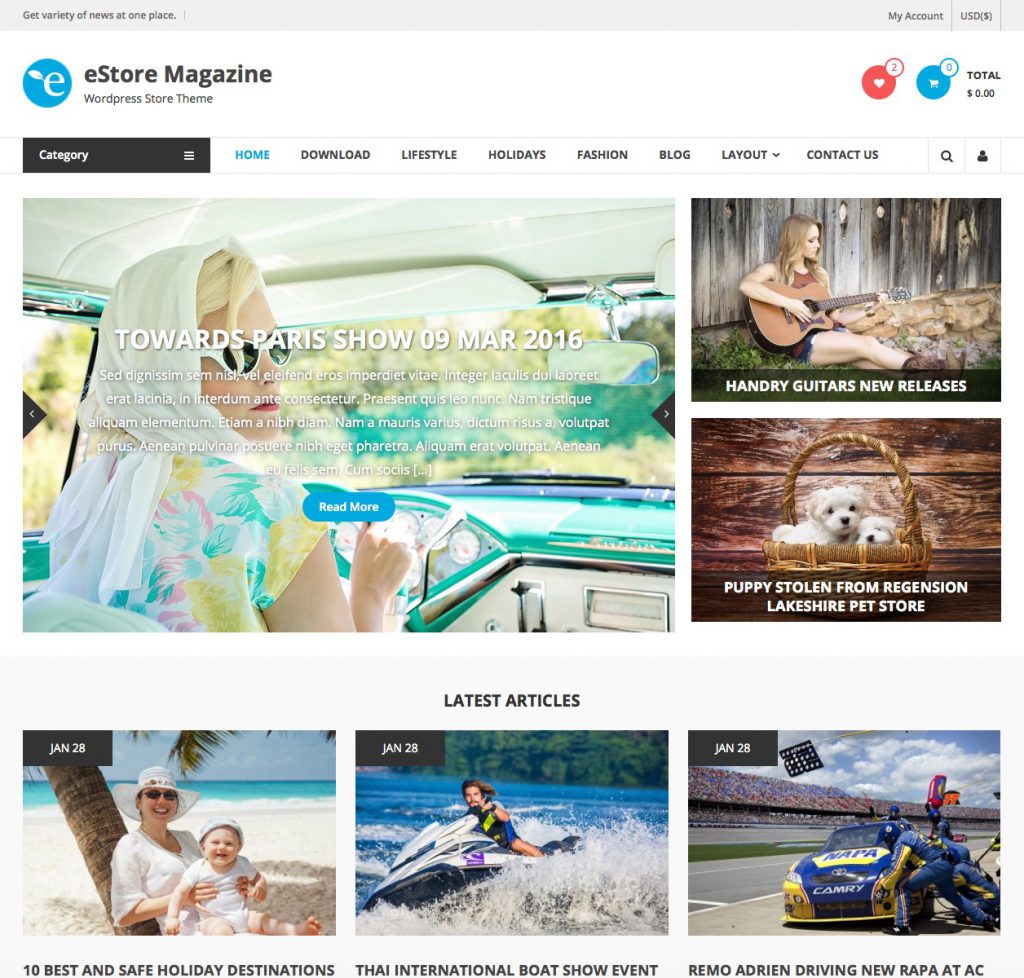 Get variety of news at one place.
My Account
USD($)
e
eStore Magazine
Wordpress Store Theme
2
0
TOTAL
$ 0.00
Category
HOME
DOWNLOAD
LIFESTYLE
HOLIDAYS
FASHION
BLOG
LAYOUT
CONTACT US
TOWARDS PARIS SHOW 09 MAR 2016
Sed dignissim sem nisl, vel eleifend eros imperdiet vitae. Integer iaculis dui laoreet
erat lacinia, in interdum ante consectetur. Praesent quis leo nunc. Nam tristique
aliquam elementum. Etiam a nibh diam. Nam a mauris varius, dictum risus a, volutpat
purus. Aenean pulvinar posuere nibh eget pharetra. Aliquam erat volutpat. Aenean
eu felis sem. Cum sociis [...]
Read More
HANDRY GUITARS NEW RELEASES
PUPPY STOLEN FROM REGENSION
LAKESHIRE PET STORE
LATEST ARTICLES
JAN 28
JAN 28
JAN 28
NAPA
CAMRY
10 BEST AND SAFE HOLIDAY DESTINATIONS
THAI INTERNATIONAL BOAT SHOW EVENT
REMO ADRIEN DRIVING NEW RAPA AT AC